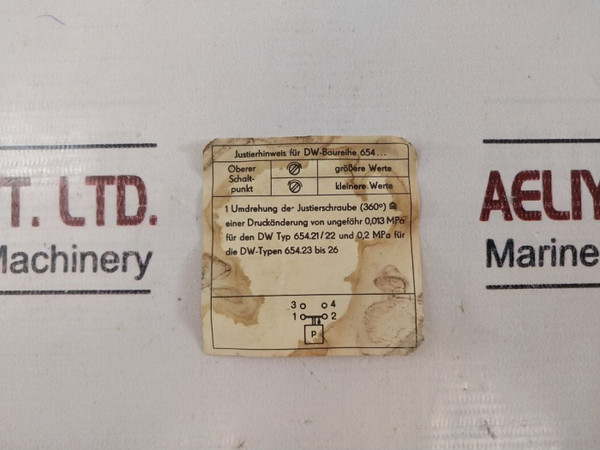 Justierhinweis für DW-Baureihe 654...
Oberer Schalt-punkt
größere Werte
kleinere Werte
1 Umdrehung der Justierschraube (360°) ≙
einer Druckänderung von ungefähr 0,013 MPa
für den DW Typ 654.21/22 und 0,2 MPa für
die DW-Typen 654.23 bis 26
3 4
1 2
P
T. LTD.
Machinery
AELIY
Marine